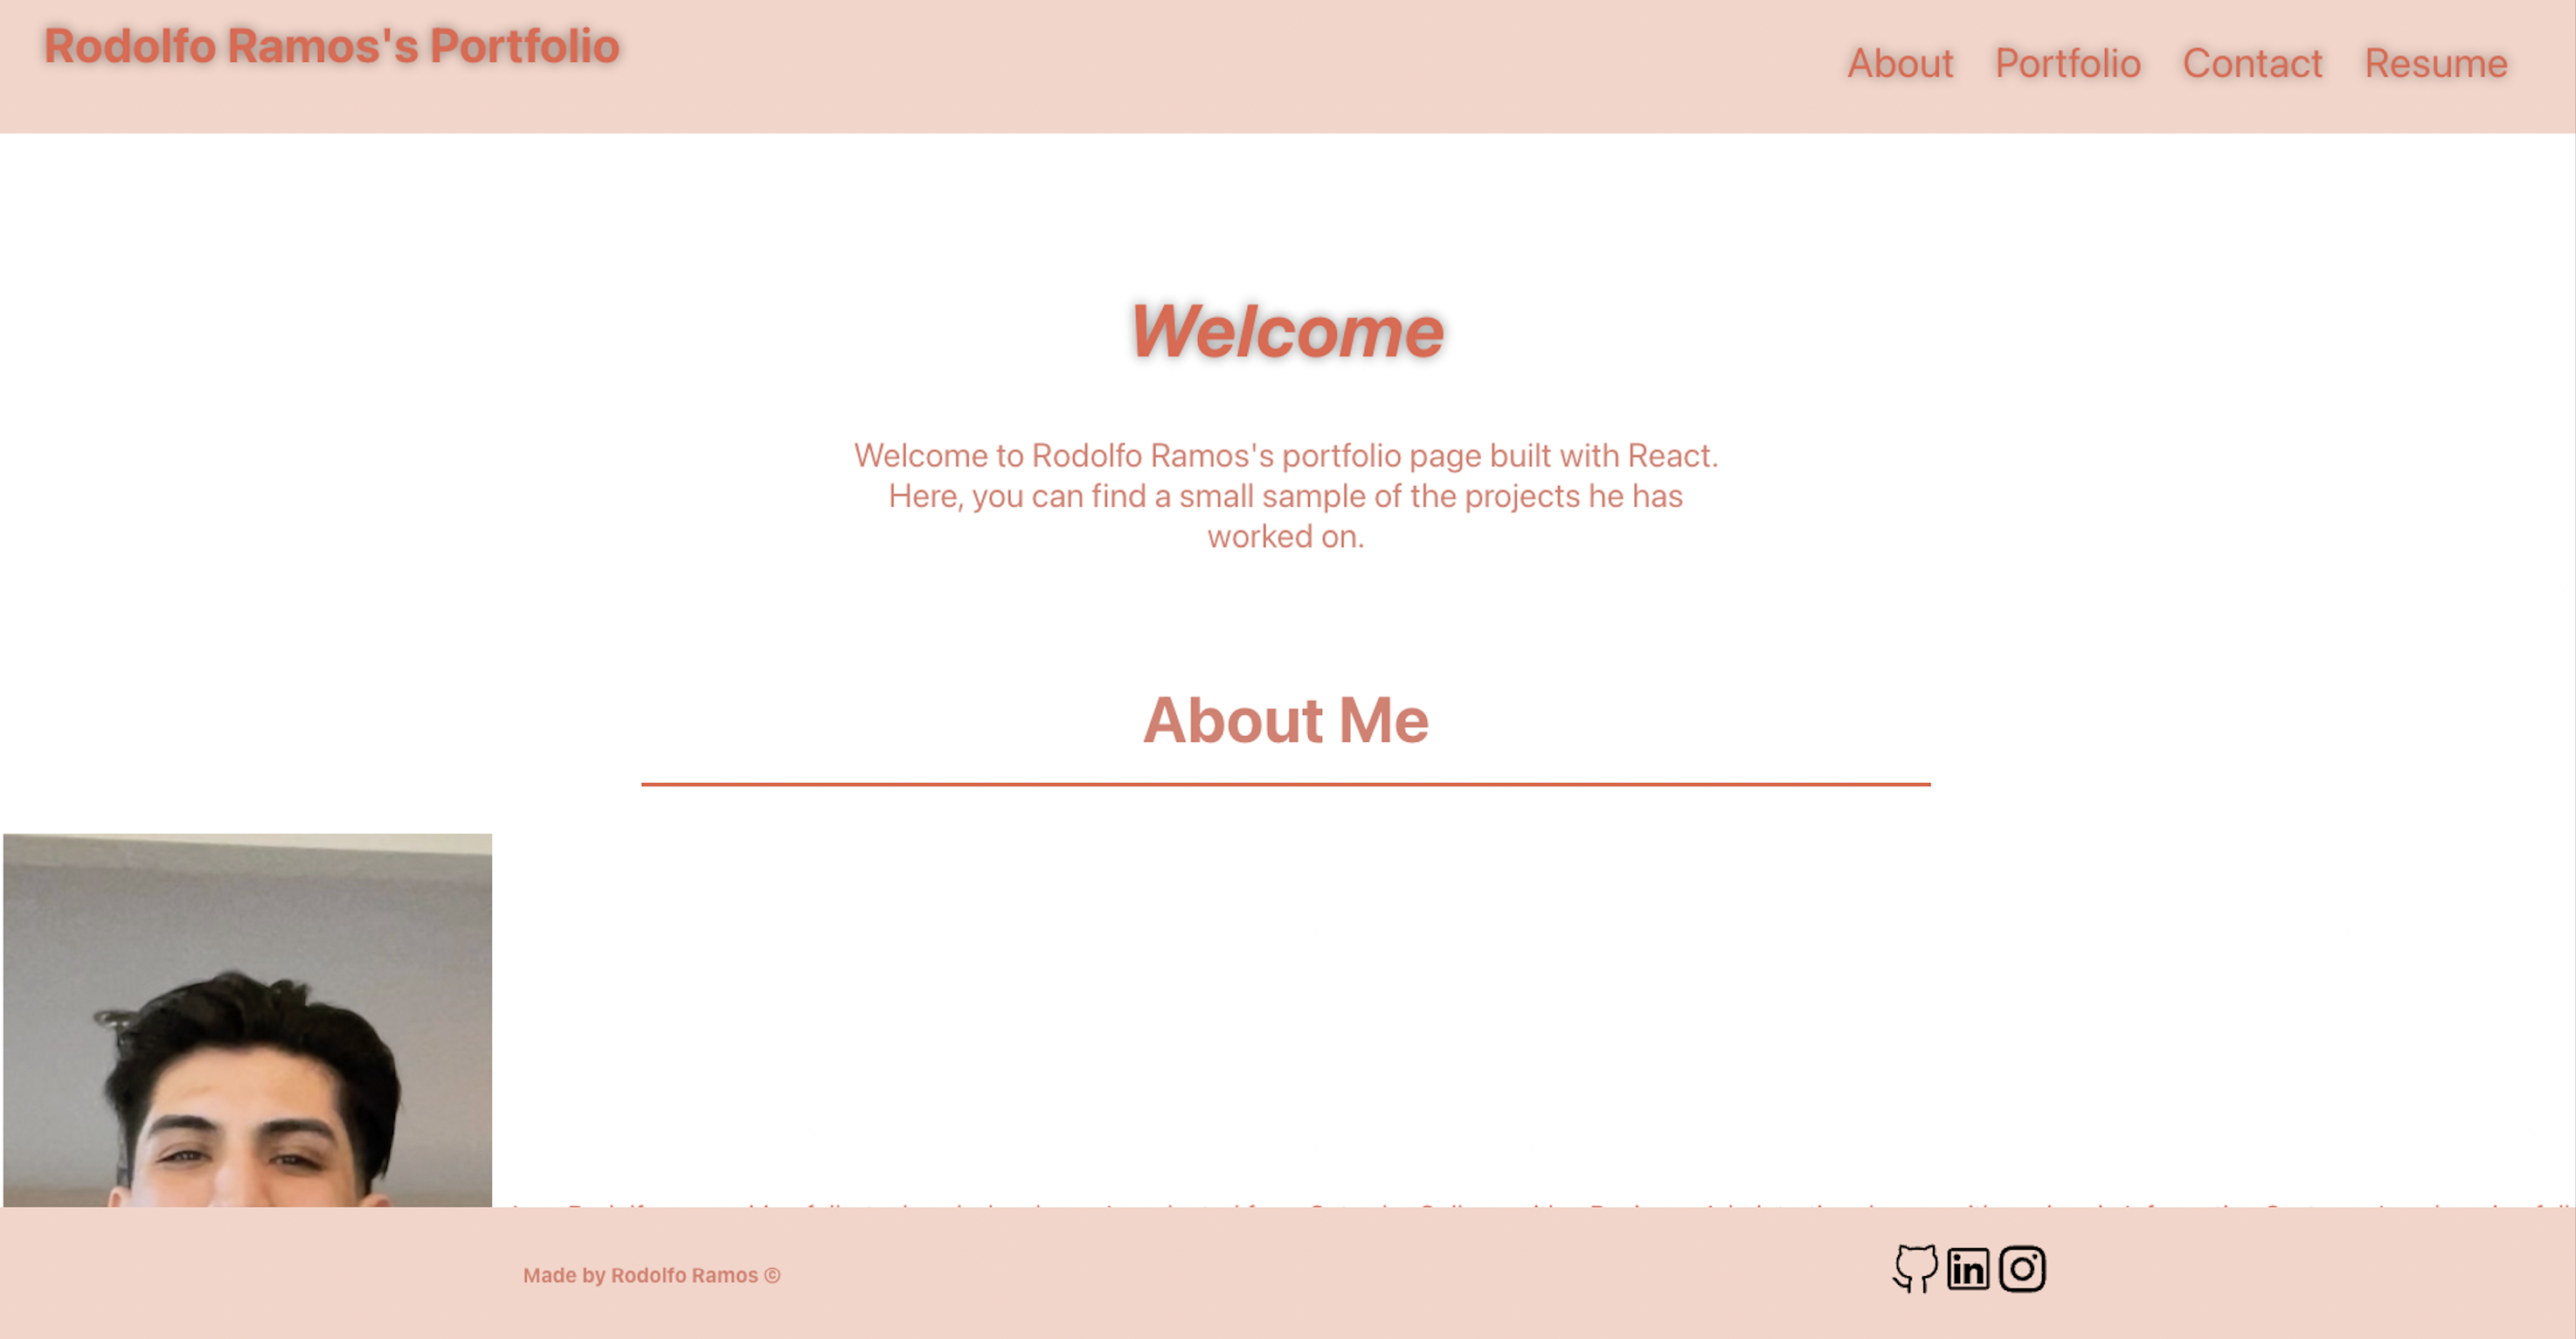 Rodolfo Ramos's Portfolio
About Portfolio Contact Resume
Welcome
Welcome to Rodolfo Ramos's portfolio page built with React.
Here, you can find a small sample of the projects he has
worked on.
About Me
Made by Rodolfo Ramos ©
in